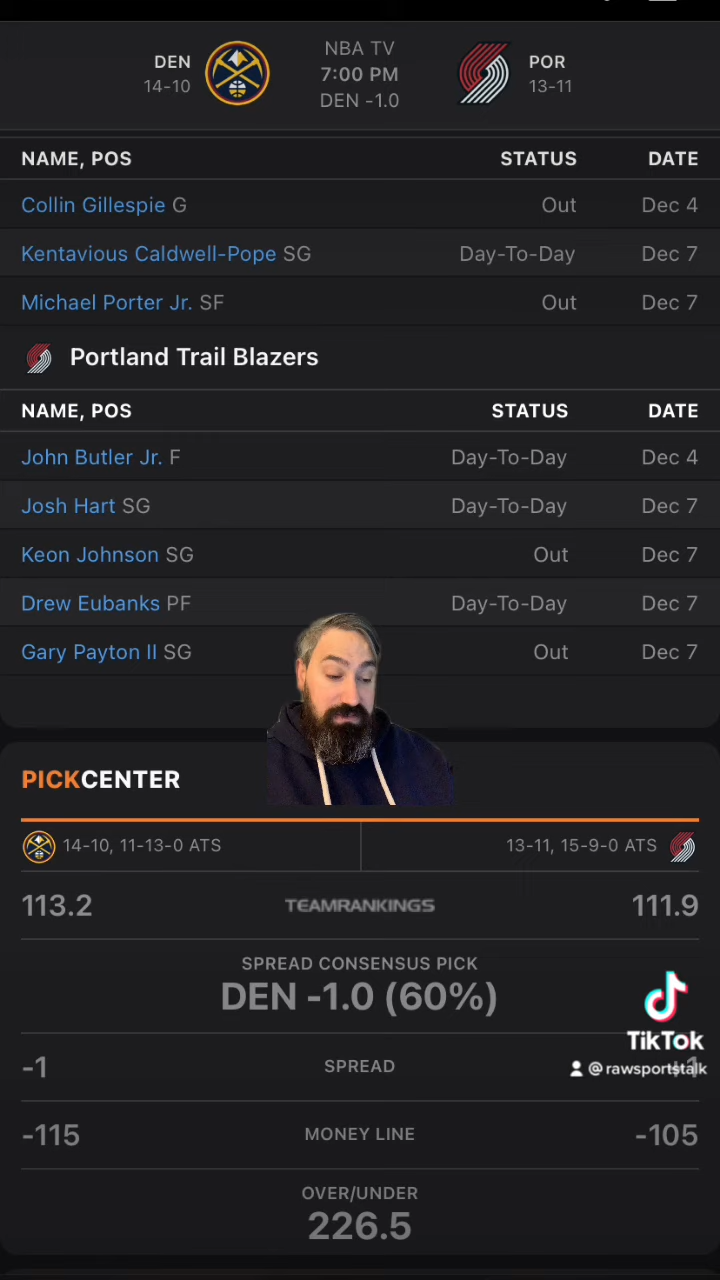 NBA TV
DEN
7:00 PM
POR
14-10
DEN -1.0
13-11
NAME, POS STATUS DATE
Collin Gillespie G Out Dec 4
Kentavious Caldwell-Pope SG Day-To-Day Dec 7
Michael Porter Jr. SF Out Dec 7
Portland Trail Blazers
NAME, POS STATUS DATE
John Butler Jr. F Day-To-Day Dec 4
Josh Hart SG Day-To-Day Dec 7
Keon Johnson SG Out Dec 7
Drew Eubanks PF Day-To-Day Dec 7
Gary Payton II SG Out Dec 7
PICKCENTER
14-10, 11-13-0 ATS 13-11, 15-9-0 ATS
113.2 TEAMRANKINGS 111.9
SPREAD CONSENSUS PICK
DEN -1.0 (60%)
TikTok
-1 SPREAD +1
@rawsportstalk
-115 MONEY LINE -105
OVER/UNDER
226.5